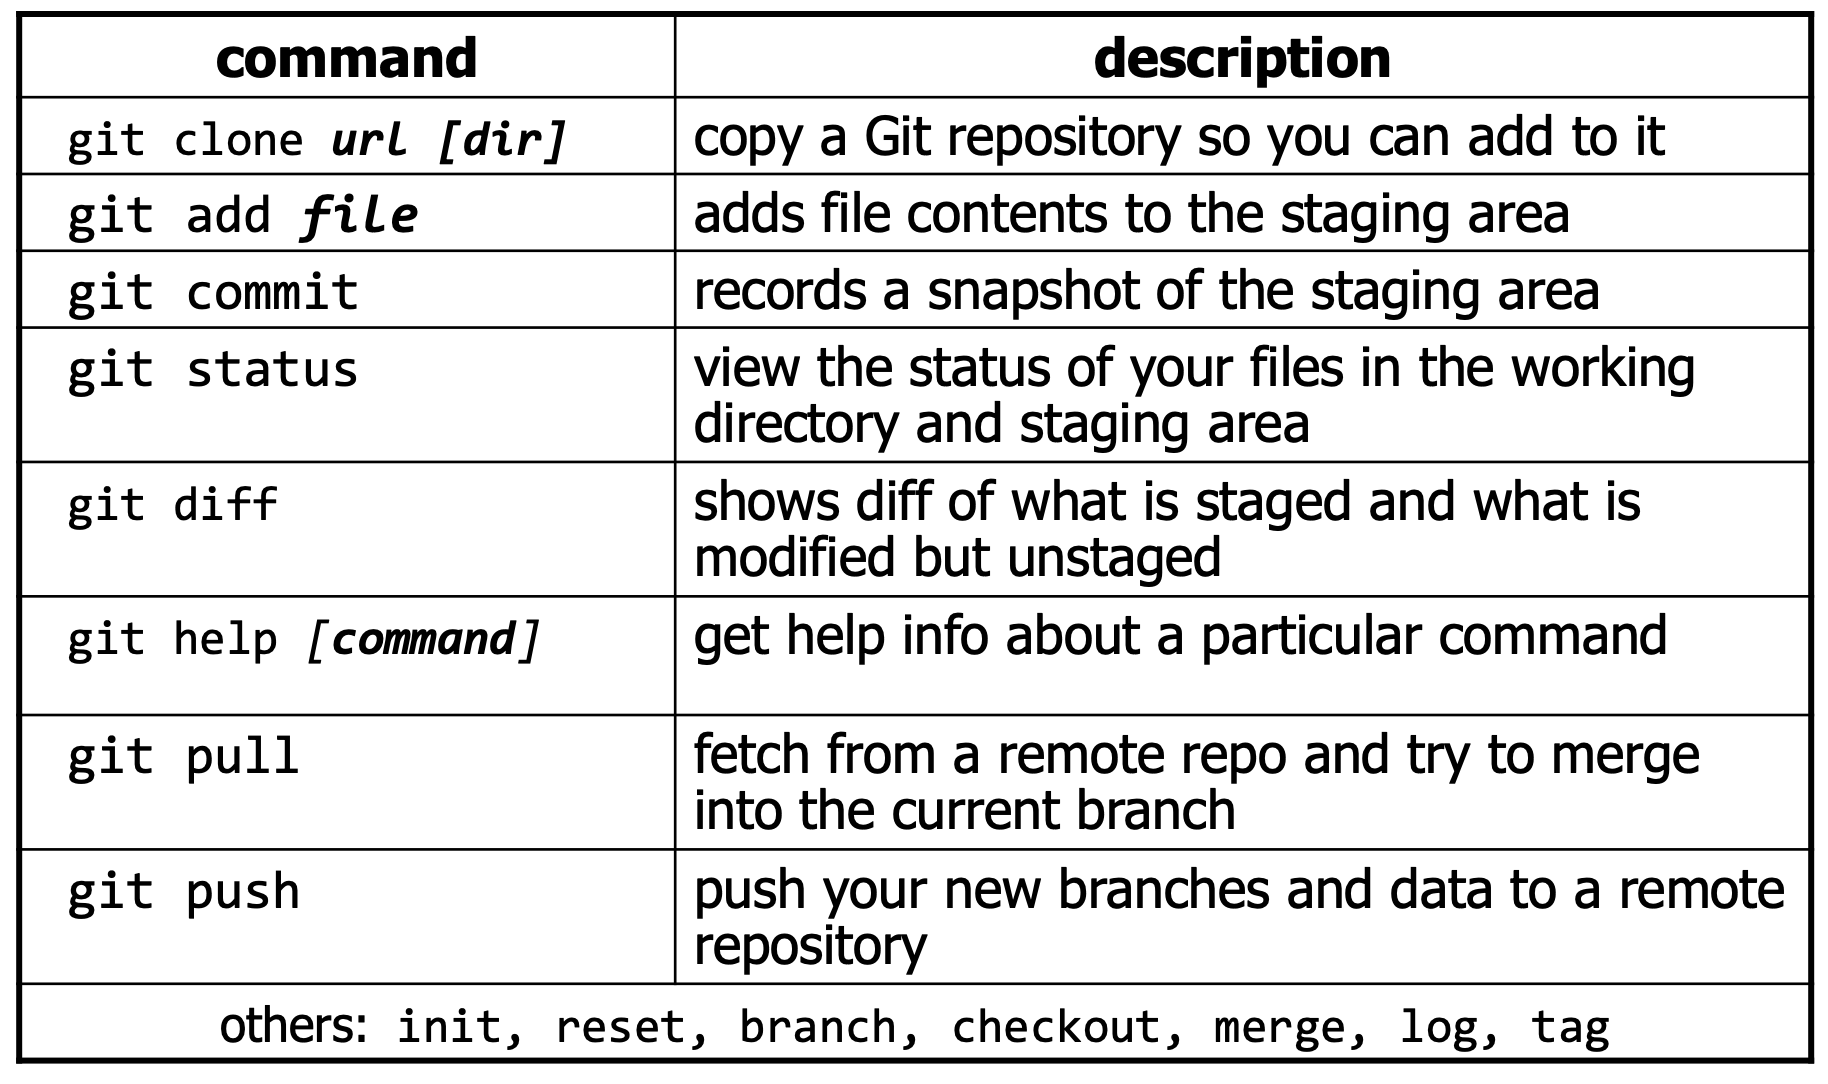 command description
git clone url [dir] copy a Git repository so you can add to it
git add file adds file contents to the staging area
git commit records a snapshot of the staging area
git status view the status of your files in the working
directory and staging area
git diff shows diff of what is staged and what is
modified but unstaged
git help [command] get help info about a particular command
git pull fetch from a remote repo and try to merge
into the current branch
git push push your new branches and data to a remote
repository
others: init, reset, branch, checkout, merge, log, tag